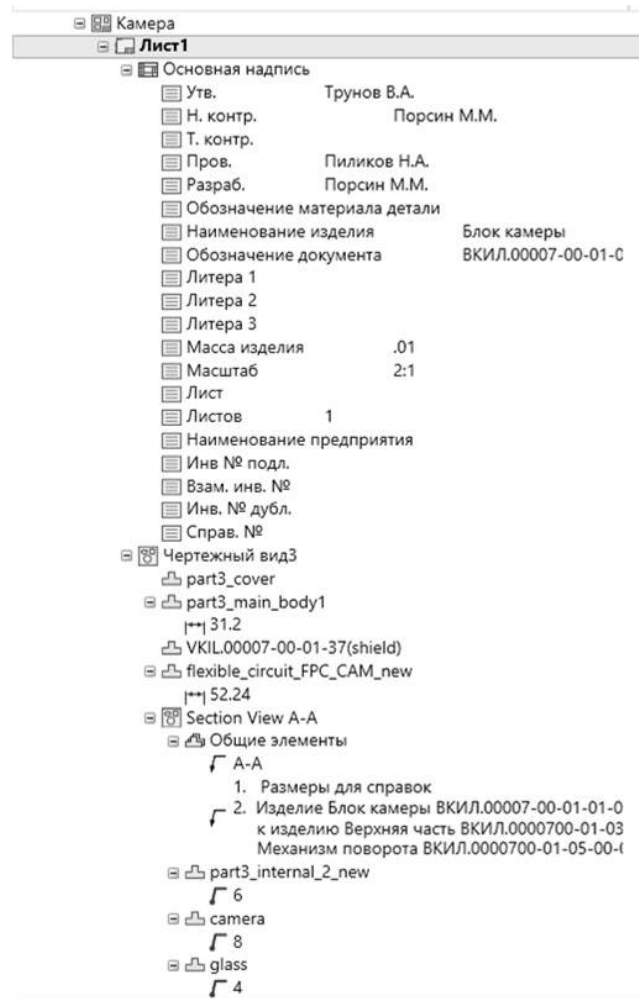 Камера
Лист1
Основная надпись
Утв. Трунов В.А.
Н. контр. Порсин М.М.
Т. контр.
Пров. Пиликов Н.А.
Разраб. Порсин М.М.
Обозначение материала детали
Наименование изделия Блок камеры
Обозначение документа ВКИЛ.00007-00-01-0
Литера 1
Литера 2
Литера 3
Масса изделия .01
Масштаб 2:1
Лист
Листов 1
Наименование предприятия
Инв № подл.
Взам. инв. №
Инв. № дубл.
Справ. №
Чертежный вид3
part3_cover
part3_main_body1
31.2
VKIL.00007-00-01-37(shield)
flexible_circuit_FPC_CAM_new
52.24
Section View A-A
Общие элементы
A-A
1. Размеры для справок
2. Изделие Блок камеры ВКИЛ.00007-00-01-01-0
к изделию Верхняя часть ВКИЛ.0000700-01-03
Механизм поворота ВКИЛ.0000700-01-05-00-(
part3_internal_2_new
6
camera
8
glass
4